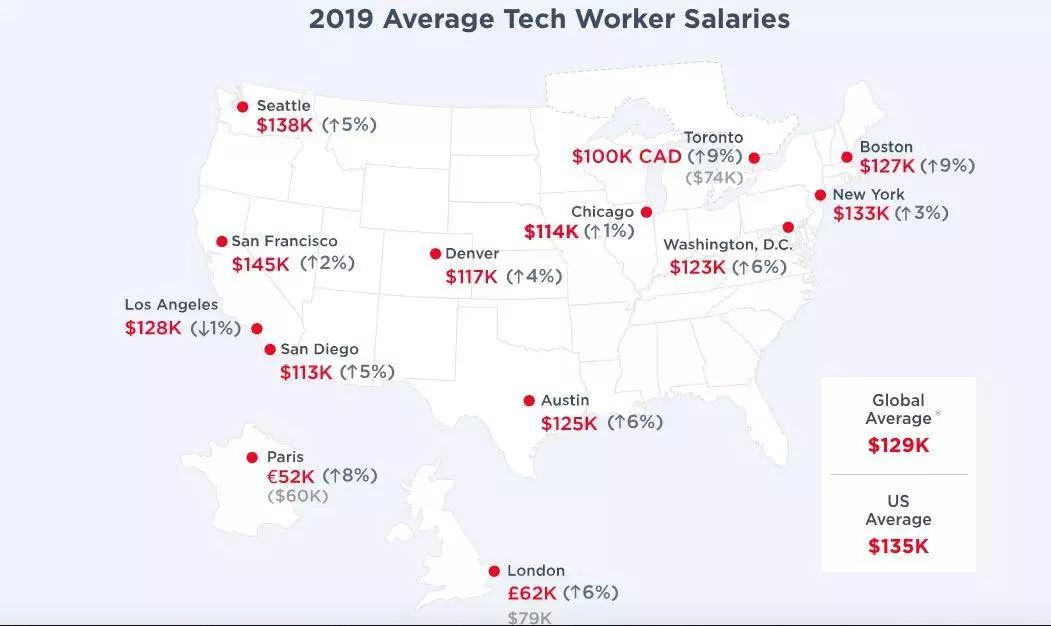 2019 Average Tech Worker Salaries
Seattle
$138K (↑5%)
Toronto
$100K CAD (↑9%)
($74K)
Boston
$127K (↑9%)
New York
$133K (↑3%)
Chicago
$114K (↑1%)
Washington, D.C.
$123K (↑6%)
San Francisco
$145K (↑2%)
Denver
$117K (↑4%)
Los Angeles
$128K (↓1%)
San Diego
$113K (↑5%)
Austin
$125K (↑6%)
Paris
€52K (↑8%)
($60K)
London
£62K (↑6%)
$79K
Global
Average*
$129K
US
Average
$135K